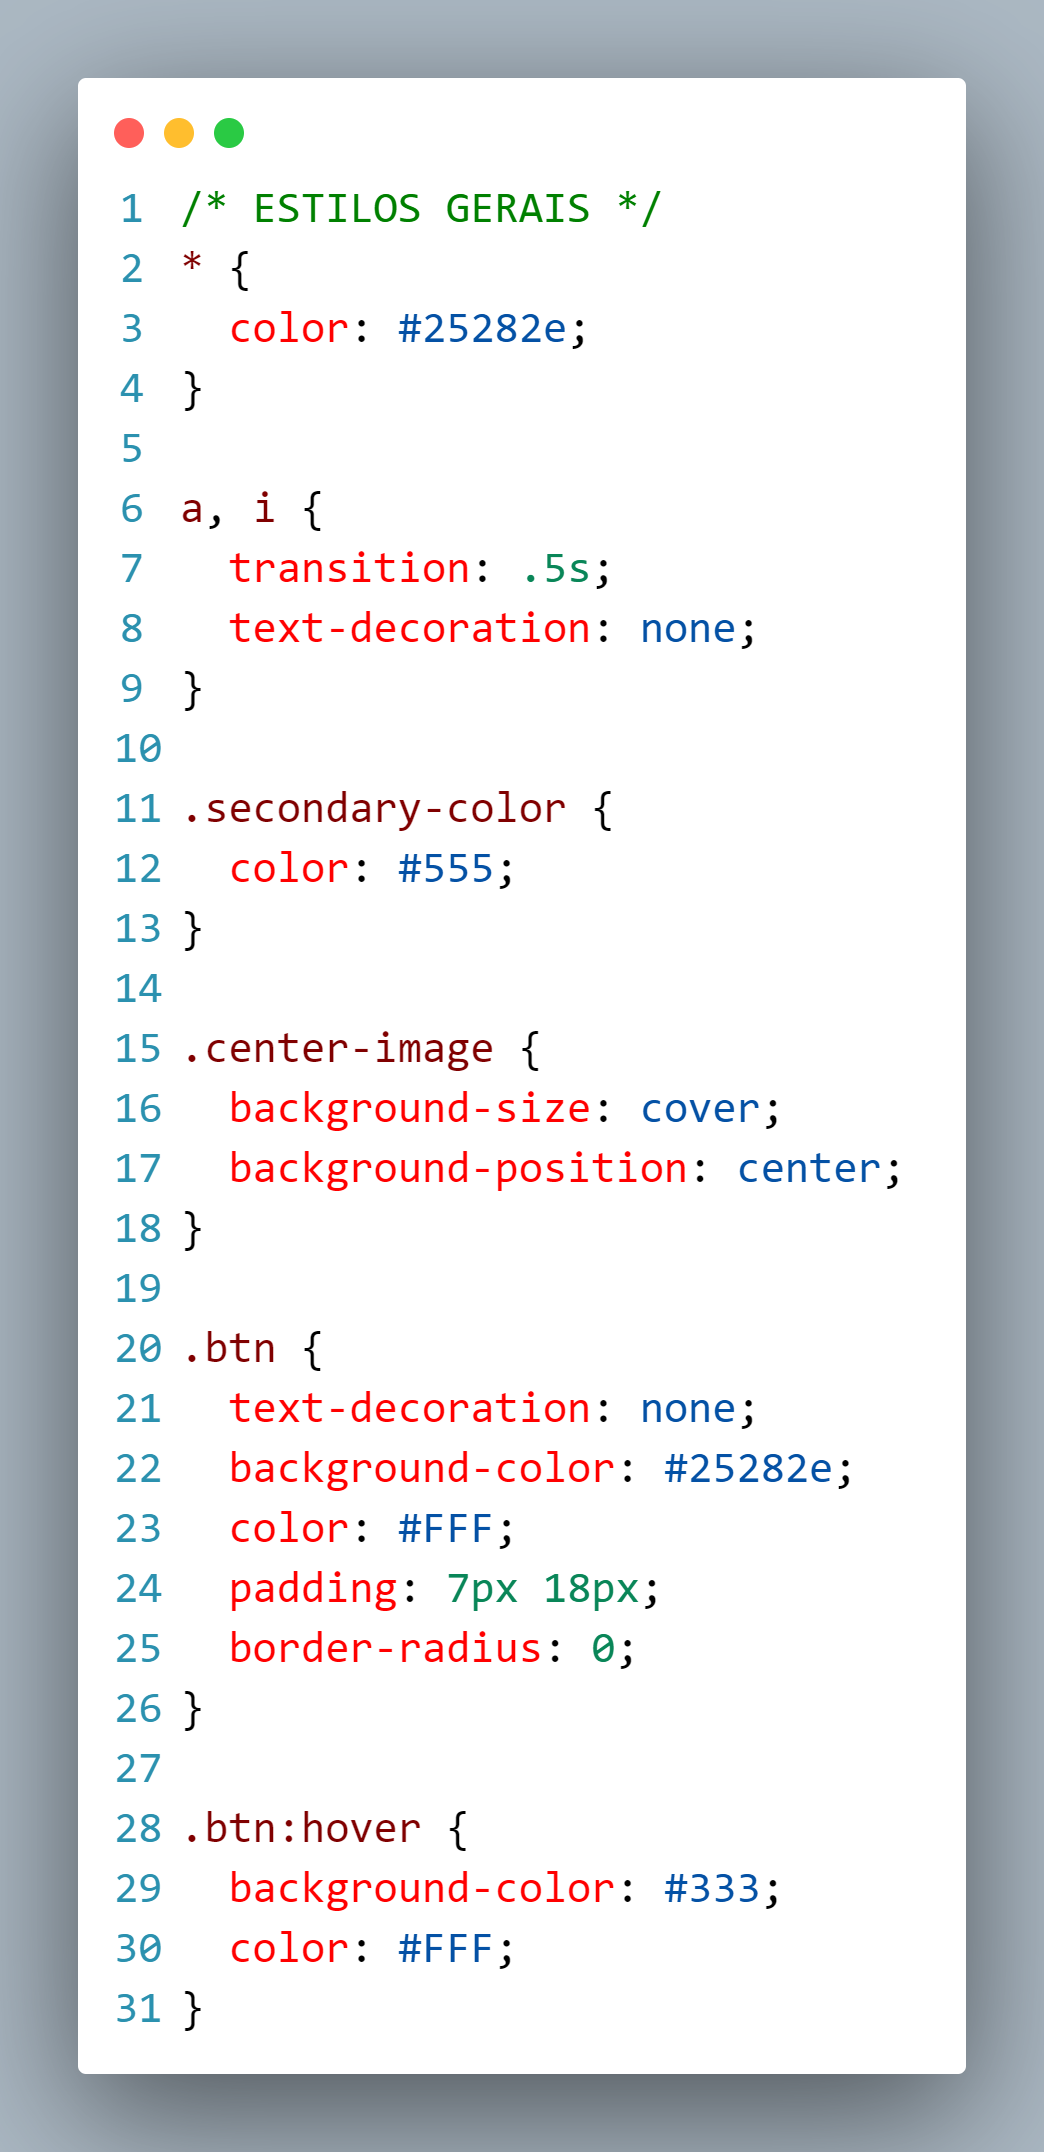 1 /* ESTILOS GERAIS */
2 * {
3   color: #25282e;
4 }
5
6 a, i {
7   transition: .5s;
8   text-decoration: none;
9 }
10
11 .secondary-color {
12   color: #555;
13 }
14
15 .center-image {
16   background-size: cover;
17   background-position: center;
18 }
19
20 .btn {
21   text-decoration: none;
22   background-color: #25282e;
23   color: #FFF;
24   padding: 7px 18px;
25   border-radius: 0;
26 }
27
28 .btn:hover {
29   background-color: #333;
30   color: #FFF;
31 }